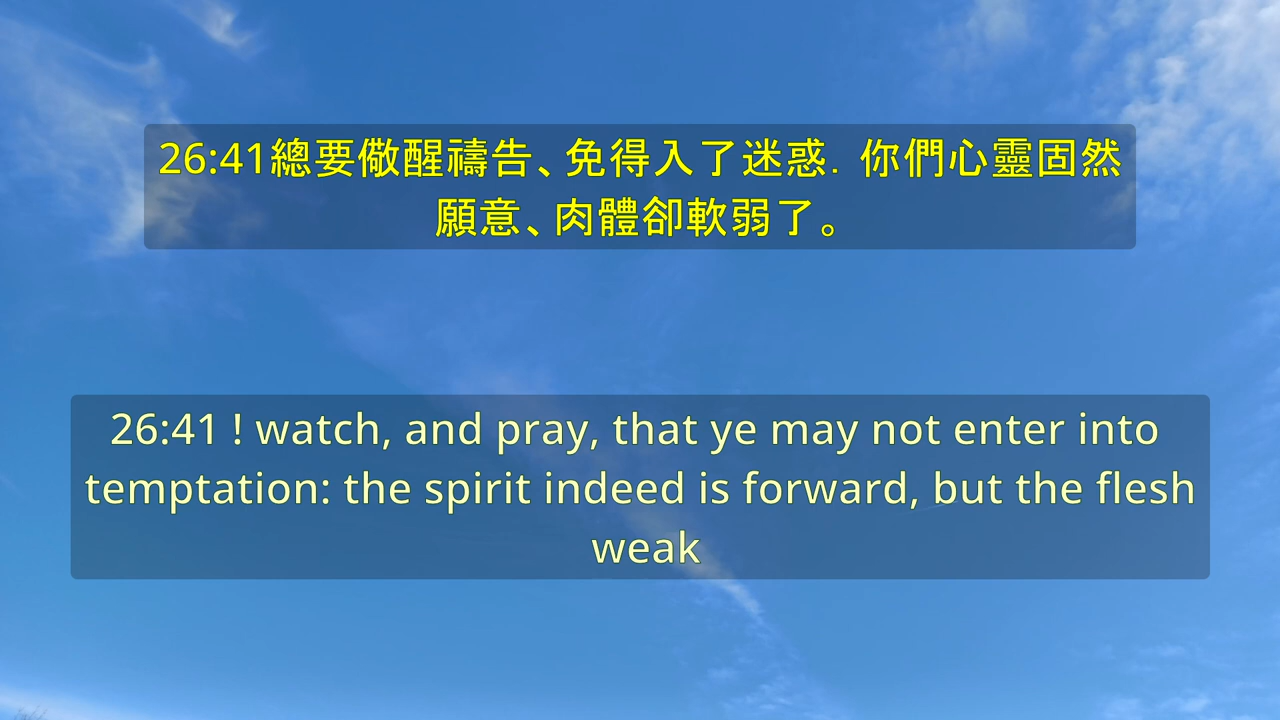 26:41總要儆醒禱告、免得入了迷惑．你們心靈固然
願意、肉體卻軟弱了。
26:41 ! watch, and pray, that ye may not enter into
temptation: the spirit indeed is forward, but the flesh
weak